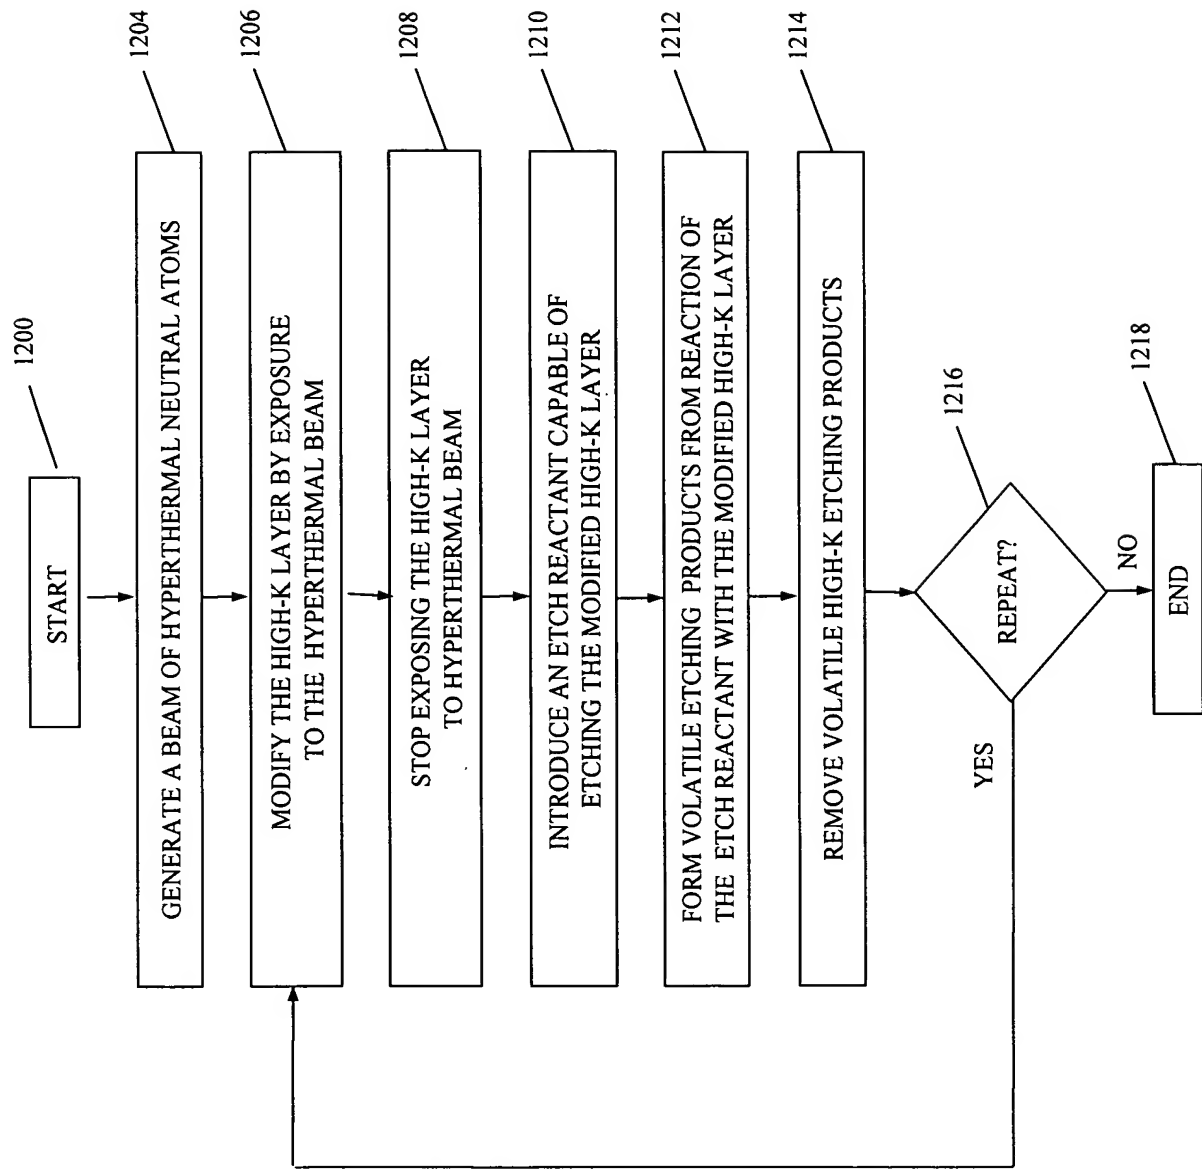 START
1200
GENERATE A BEAM OF HYPERTHERMAL NEUTRAL ATOMS
1204
MODIFY THE HIGH-K LAYER BY EXPOSURE
TO THE HYPERTHERMAL BEAM
1206
STOP EXPOSING THE HIGH-K LAYER
TO HYPERTHERMAL BEAM
1208
INTRODUCE AN ETCH REACTANT CAPABLE OF
ETCHING THE MODIFIED HIGH-K LAYER
1210
FORM VOLATILE ETCHING PRODUCTS FROM REACTION OF
THE ETCH REACTANT WITH THE MODIFIED HIGH-K LAYER
1212
REMOVE VOLATILE HIGH-K ETCHING PRODUCTS
1214
REPEAT?
1216
YES
NO
END
1218